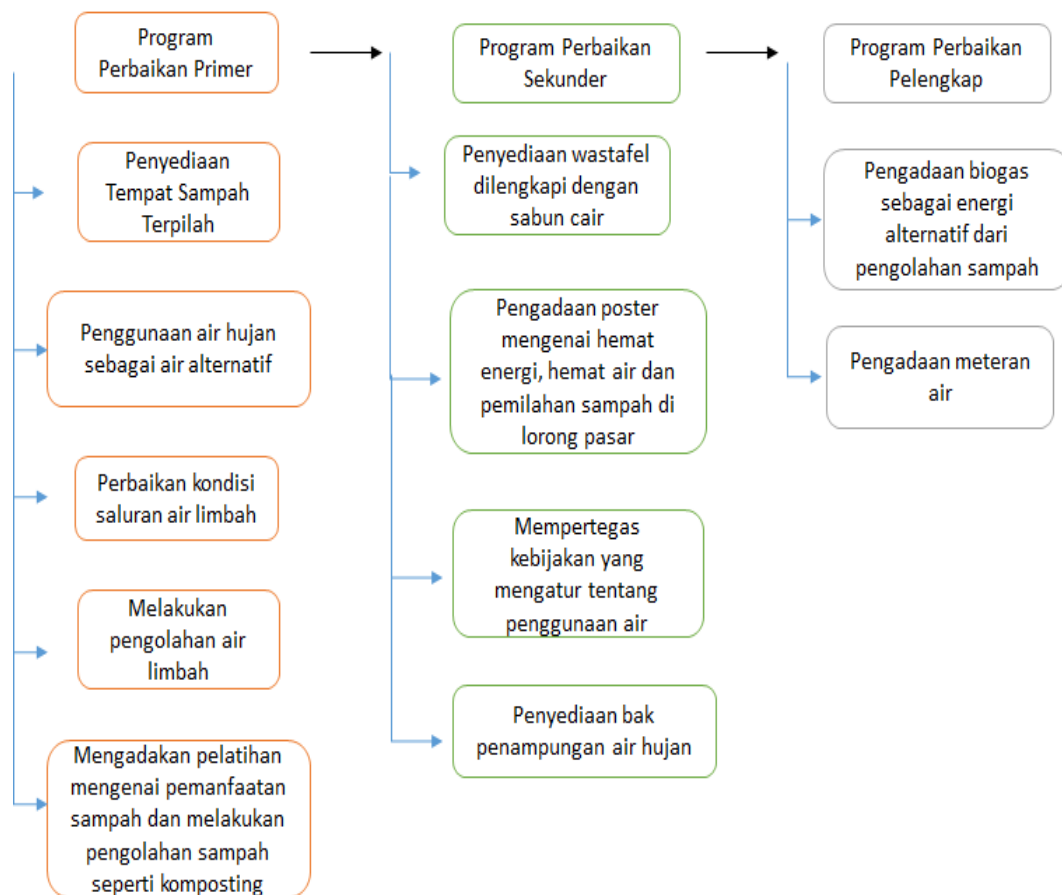 Program
Perbaikan Primer
Penyediaan
Tempat Sampah
Terpilah
Penggunaan air hujan
sebagai air alternatif
Perbaikan kondisi
saluran air limbah
Melakukan
pengolahan air
limbah
Mengadakan pelatihan
mengenai pemanfaatan
sampah dan melakukan
pengolahan sampah
seperti komposting
Program Perbaikan
Sekunder
Penyediaan wastafel
dilengkapi dengan
sabun cair
Pengadaan poster
mengenai hemat
energi, hemat air dan
pemilahan sampah di
lorong pasar
Mempertegas
kebijakan yang
mengatur tentang
penggunaan air
Penyediaan bak
penampungan air hujan
Program Perbaikan
Pelengkap
Pengadaan biogas
sebagai energi
alternatif dari
pengolahan sampah
Pengadaan meteran
air